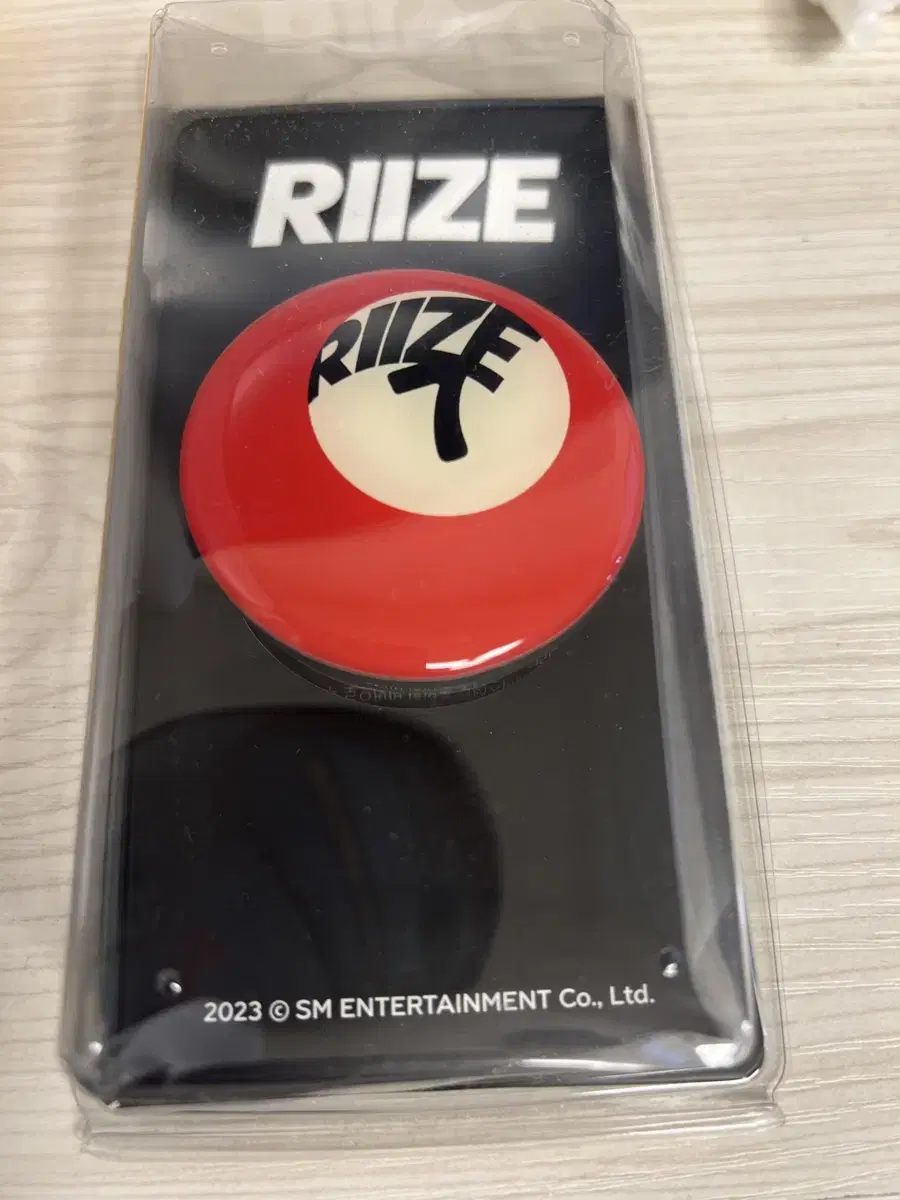 RIIZE
RIIZE
2023 © SM ENTERTAINMENT Co., Ltd.